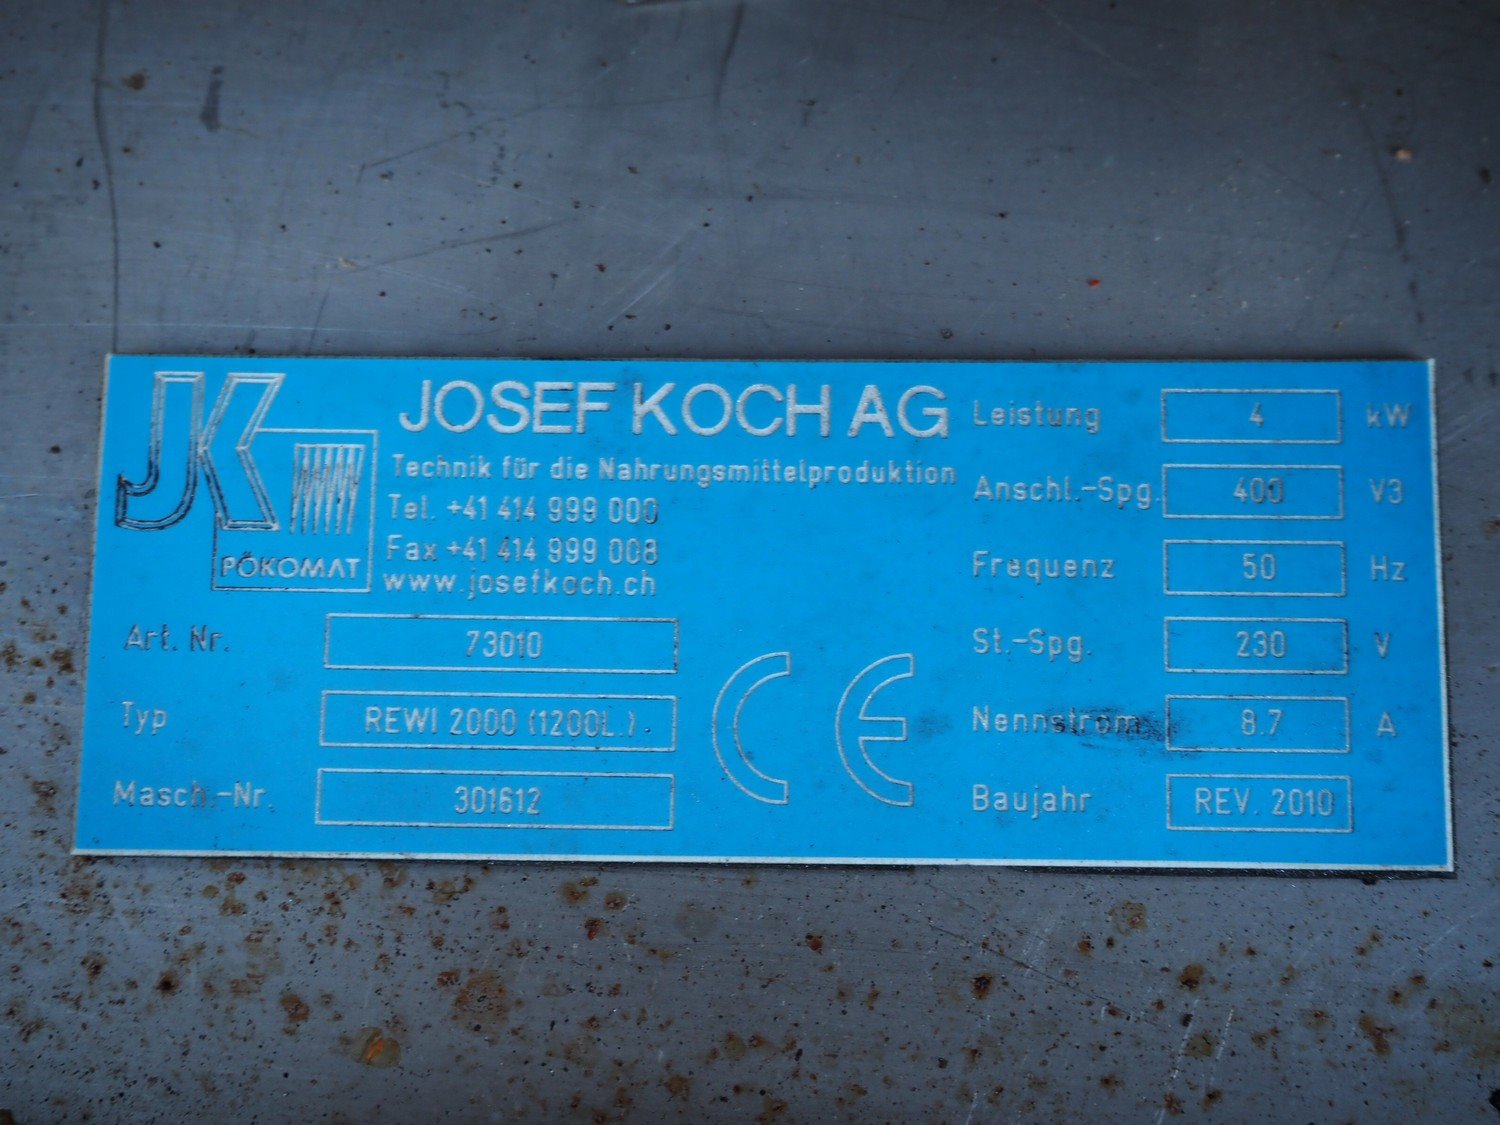 JK
PÖKOMAT
JOSEF KOCH AG
Technik für die Nahrungsmittelproduktion
Tel. +41 414 999 000
Fax +41 414 999 008
www.josefkoch.ch
Art. Nr. 73010
Typ REWI 2000 (1200L.).
Masch.-Nr. 301612
CE
Leistung 4 kW
Anschl.-Spg. 400 V3
Frequenz 50 Hz
St.-Spg. 230 V
Nennstrom 8.7 A
Baujahr REV. 2010